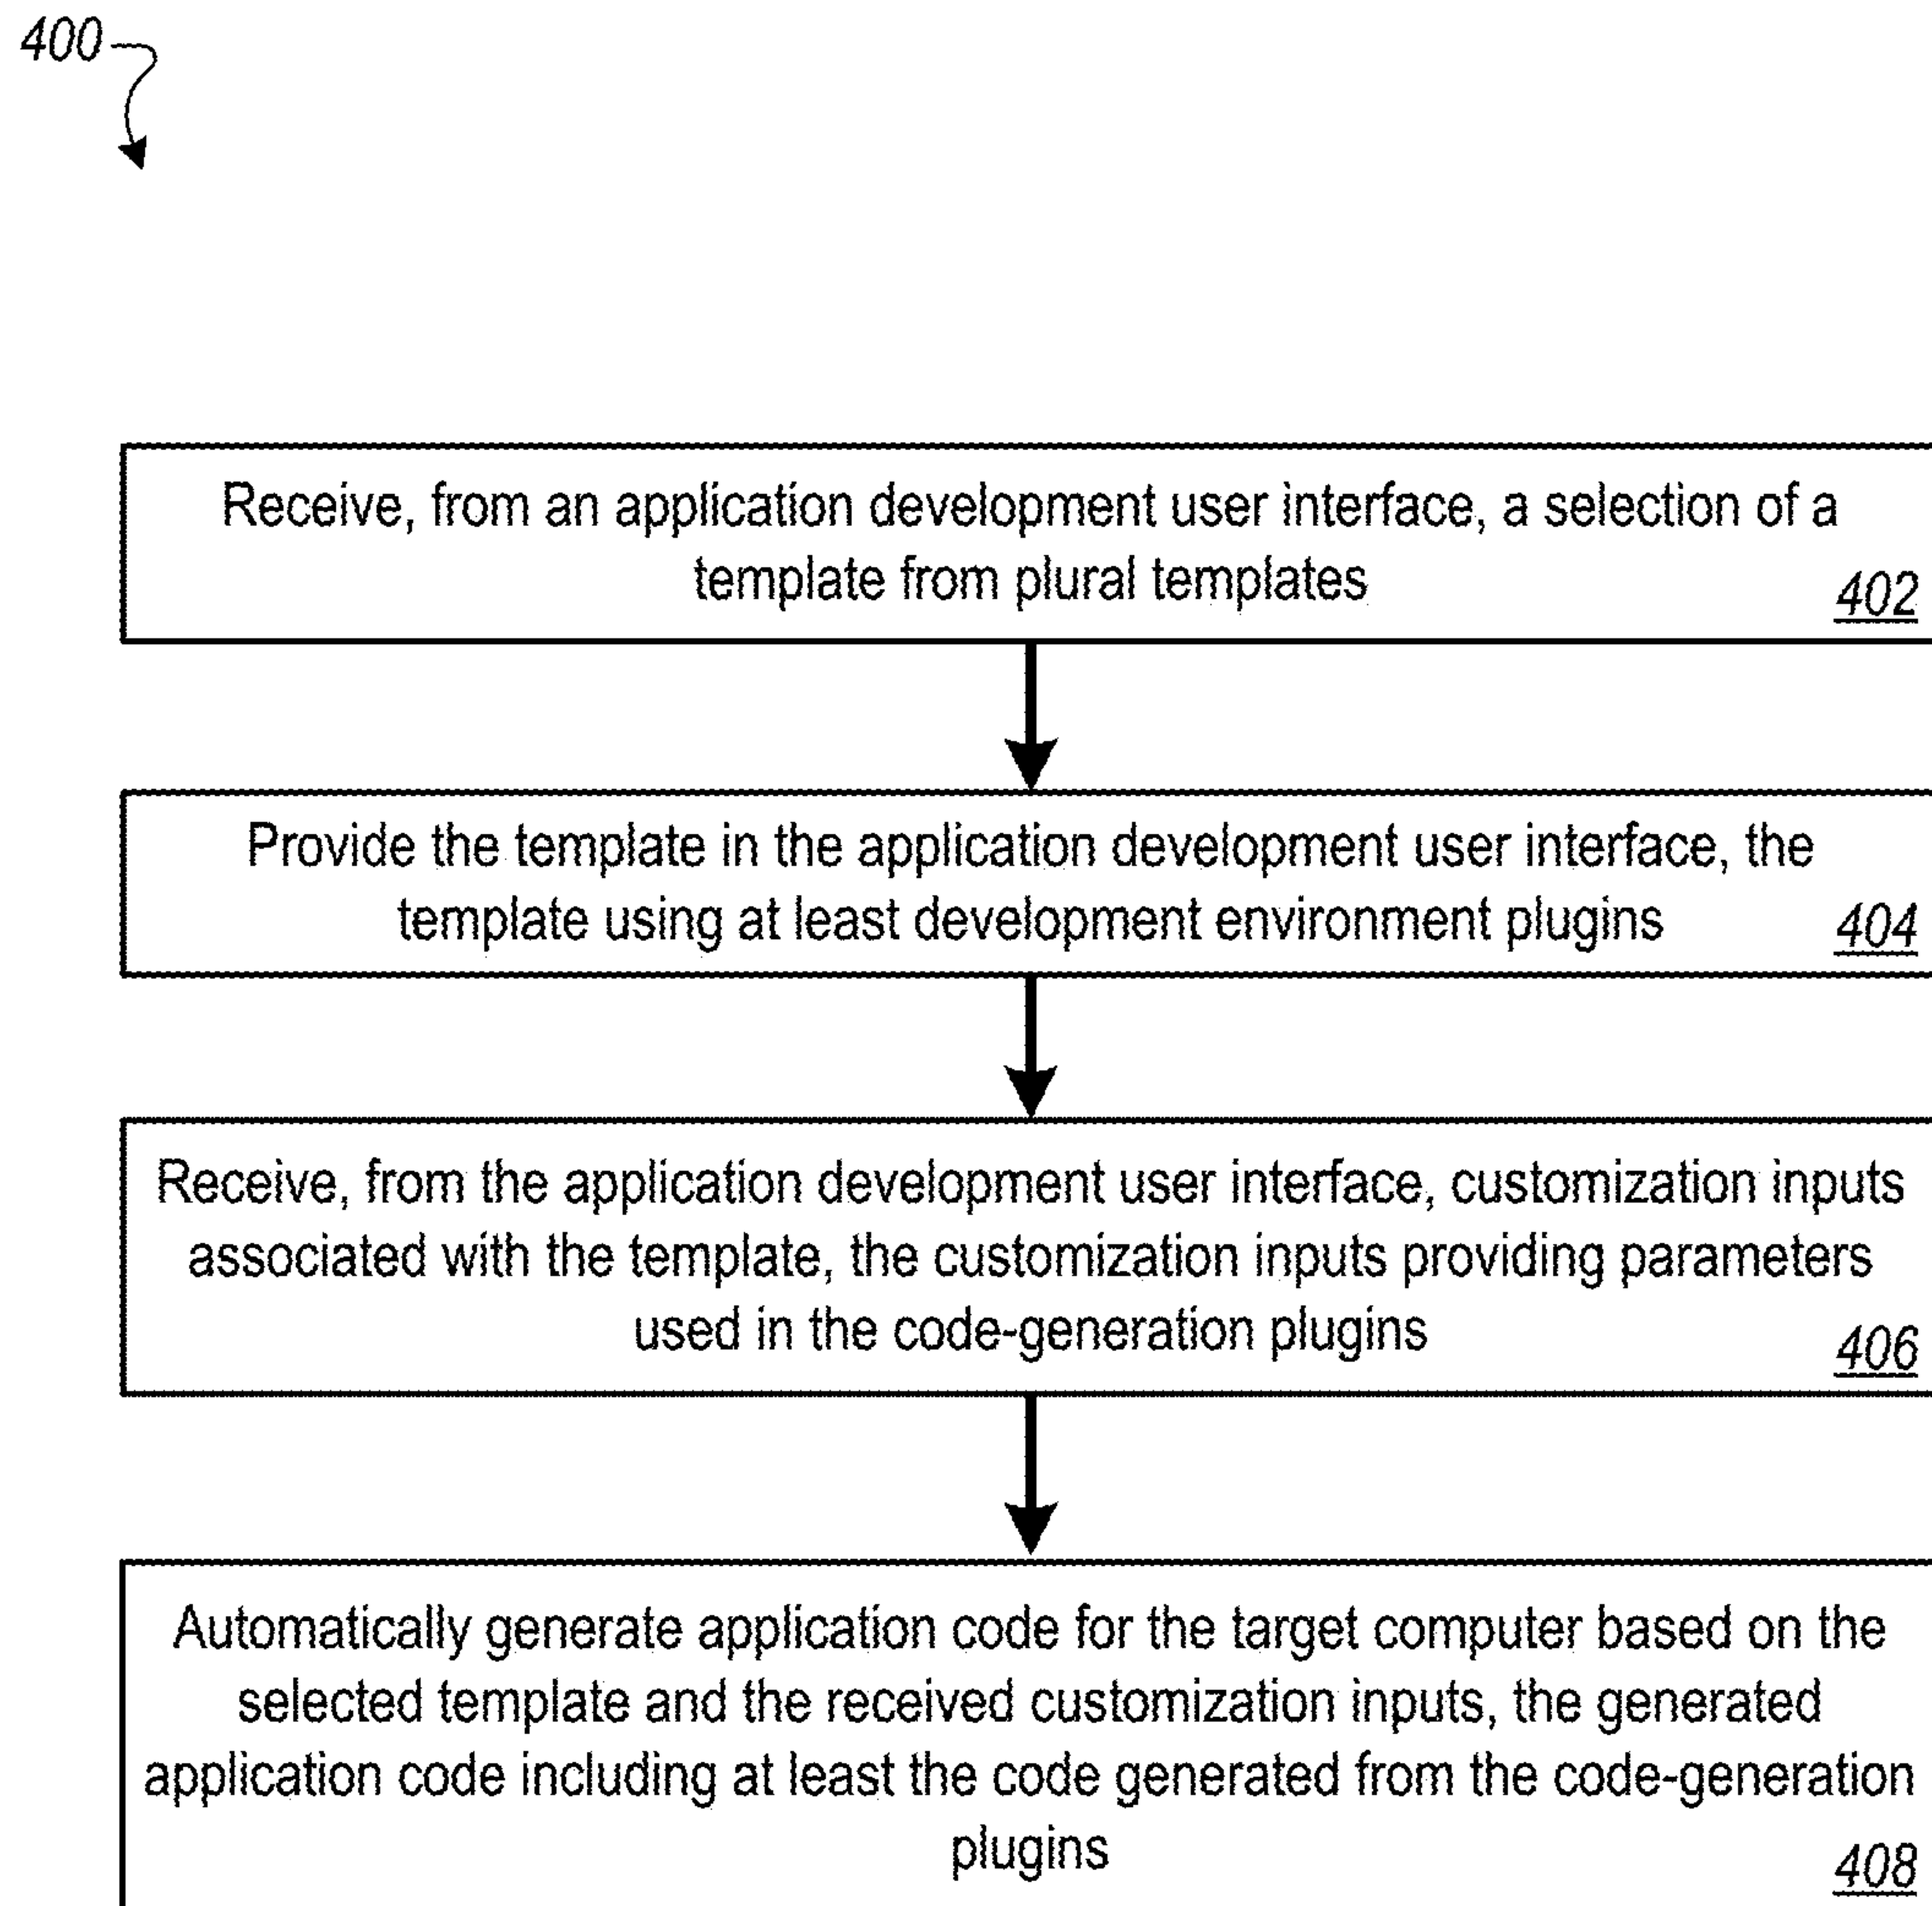 400
Receive, from an application development user interface, a selection of a
template from plural templates
402
Provide the template in the application development user interface, the
template using at least development environment plugins
404
Receive, from the application development user interface, customization inputs
associated with the template, the customization inputs providing parameters
used in the code-generation plugins
406
Automatically generate application code for the target computer based on the
selected template and the received customization inputs, the generated
application code including at least the code generated from the code-generation
plugins
408